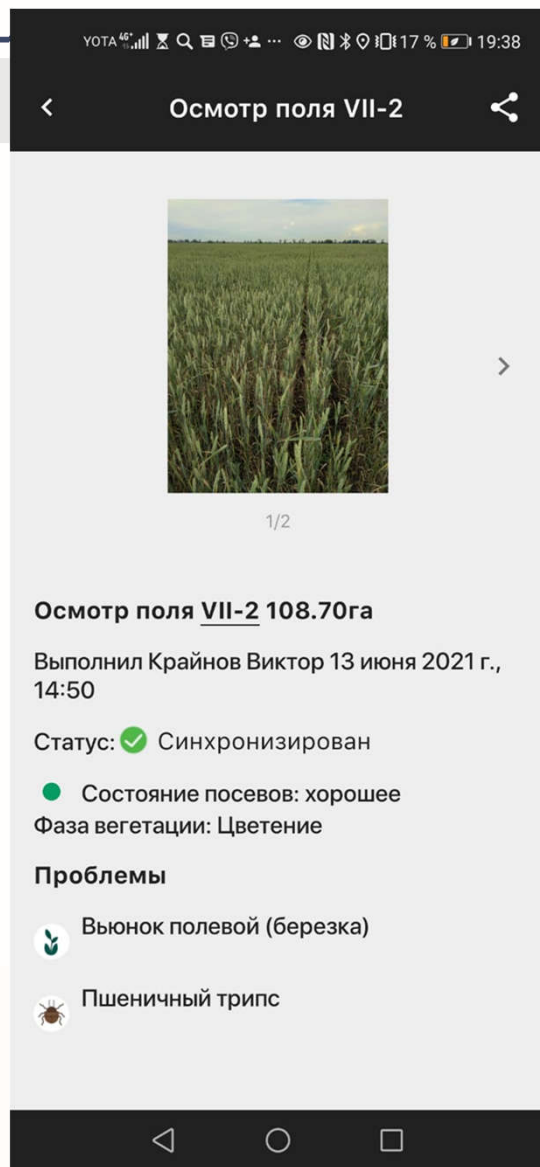 YOTA 4G+ 17 % 19:38
Осмотр поля VII-2
1/2
Осмотр поля VII-2 108.70га
Выполнил Крайнов Виктор 13 июня 2021 г.,
14:50
Статус: Синхронизирован
Состояние посевов: хорошее
Фаза вегетации: Цветение
Проблемы
Вьюнок полевой (березка)
Пшеничный трипс